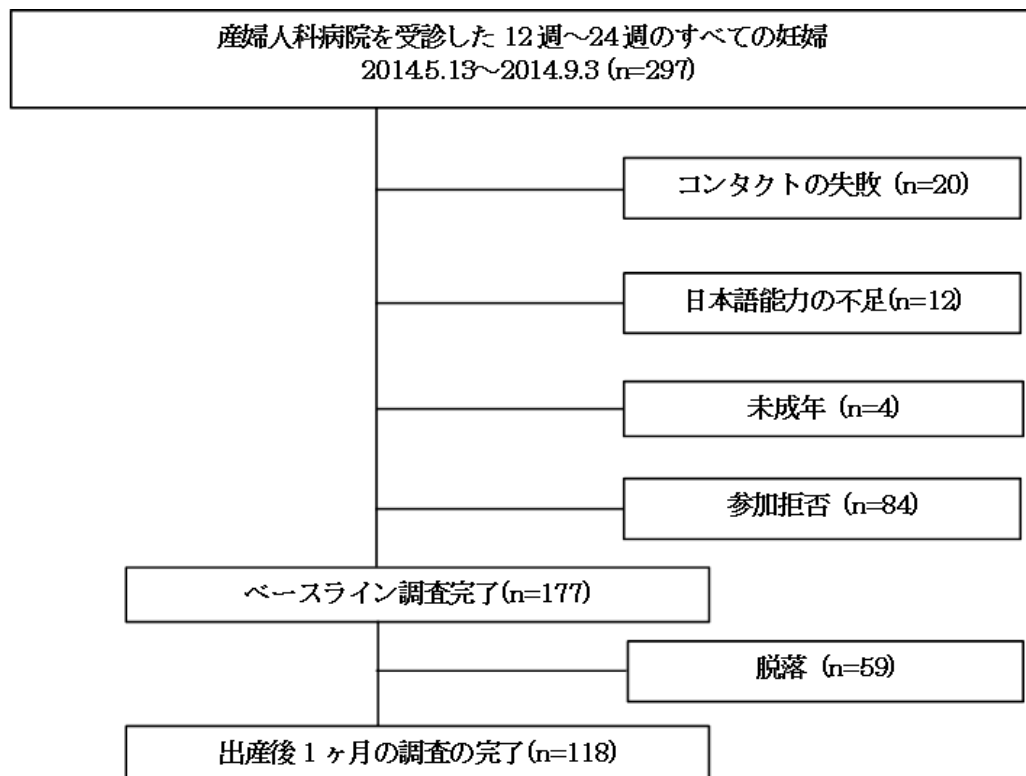 産婦人科病院を受診した 12 週～24 週のすべての妊婦
2014.5.13～2014.9.3 (n=297)
コンタクトの失敗 (n=20)
日本語能力の不足(n=12)
未成年 (n=4)
参加拒否 (n=84)
ベースライン調査完了(n=177)
脱落 (n=59)
出産後 1 ヶ月の調査の完了(n=118)